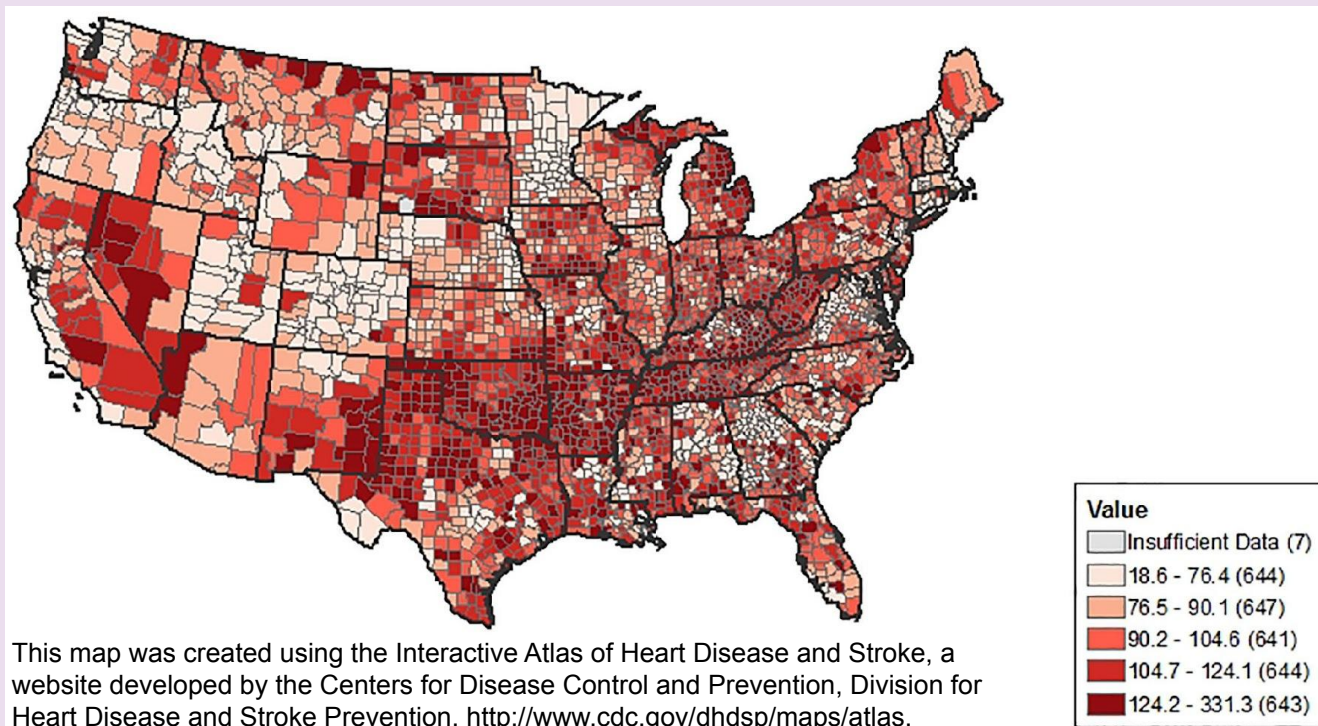 Value
Insufficient Data (7)
18.6 - 76.4 (644)
76.5 - 90.1 (647)
90.2 - 104.6 (641)
104.7 - 124.1 (644)
124.2 - 331.3 (643)
This map was created using the Interactive Atlas of Heart Disease and Stroke, a
website developed by the Centers for Disease Control and Prevention, Division for
Heart Disease and Stroke Prevention. http://www.cdc.gov/dhdsp/maps/atlas.